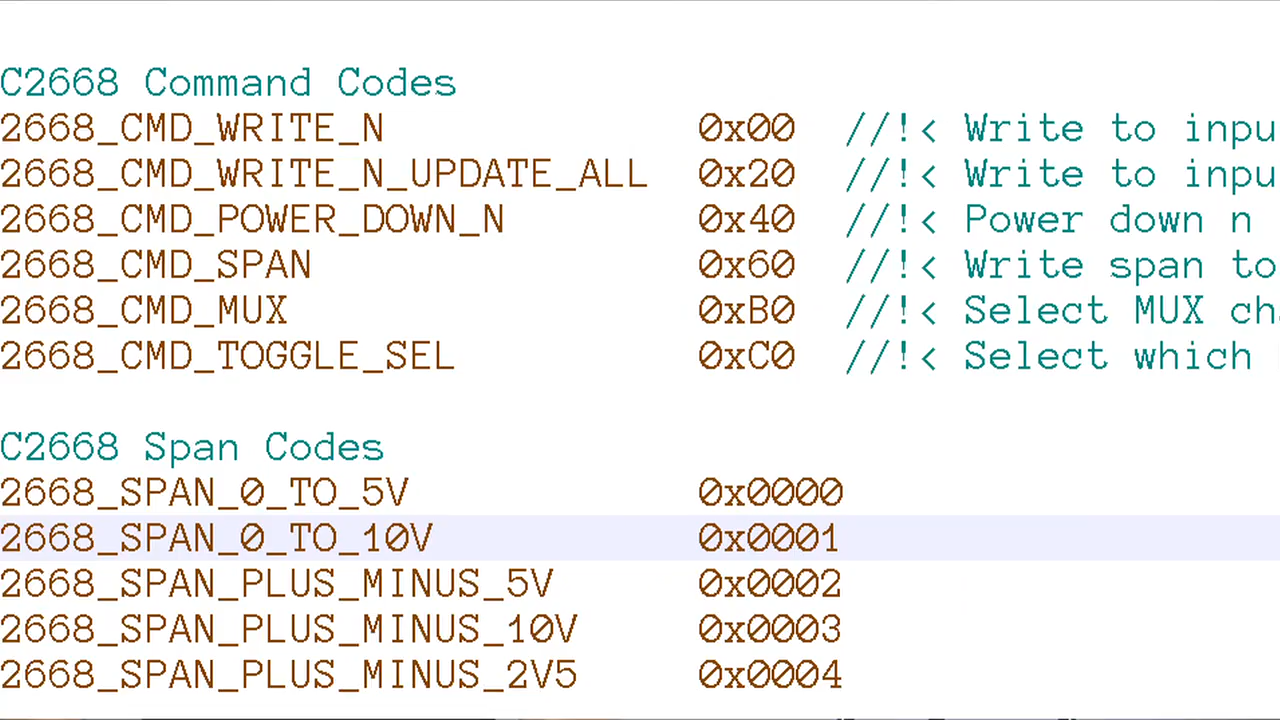 C2668 Command Codes
2668_CMD_WRITE_N 0x00 //!< Write to inpu
2668_CMD_WRITE_N_UPDATE_ALL 0x20 //!< Write to inpu
2668_CMD_POWER_DOWN_N 0x40 //!< Power down n
2668_CMD_SPAN 0x60 //!< Write span to
2668_CMD_MUX 0xB0 //!< Select MUX ch
2668_CMD_TOGGLE_SEL 0xC0 //!< Select which
C2668 Span Codes
2668_SPAN_0_TO_5V 0x0000
2668_SPAN_0_TO_10V 0x0001
2668_SPAN_PLUS_MINUS_5V 0x0002
2668_SPAN_PLUS_MINUS_10V 0x0003
2668_SPAN_PLUS_MINUS_2V5 0x0004